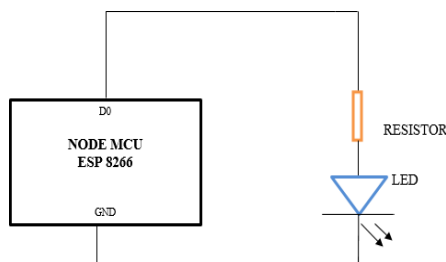 D0
NODE MCU
ESP 8266
GND
RESISTOR
LED